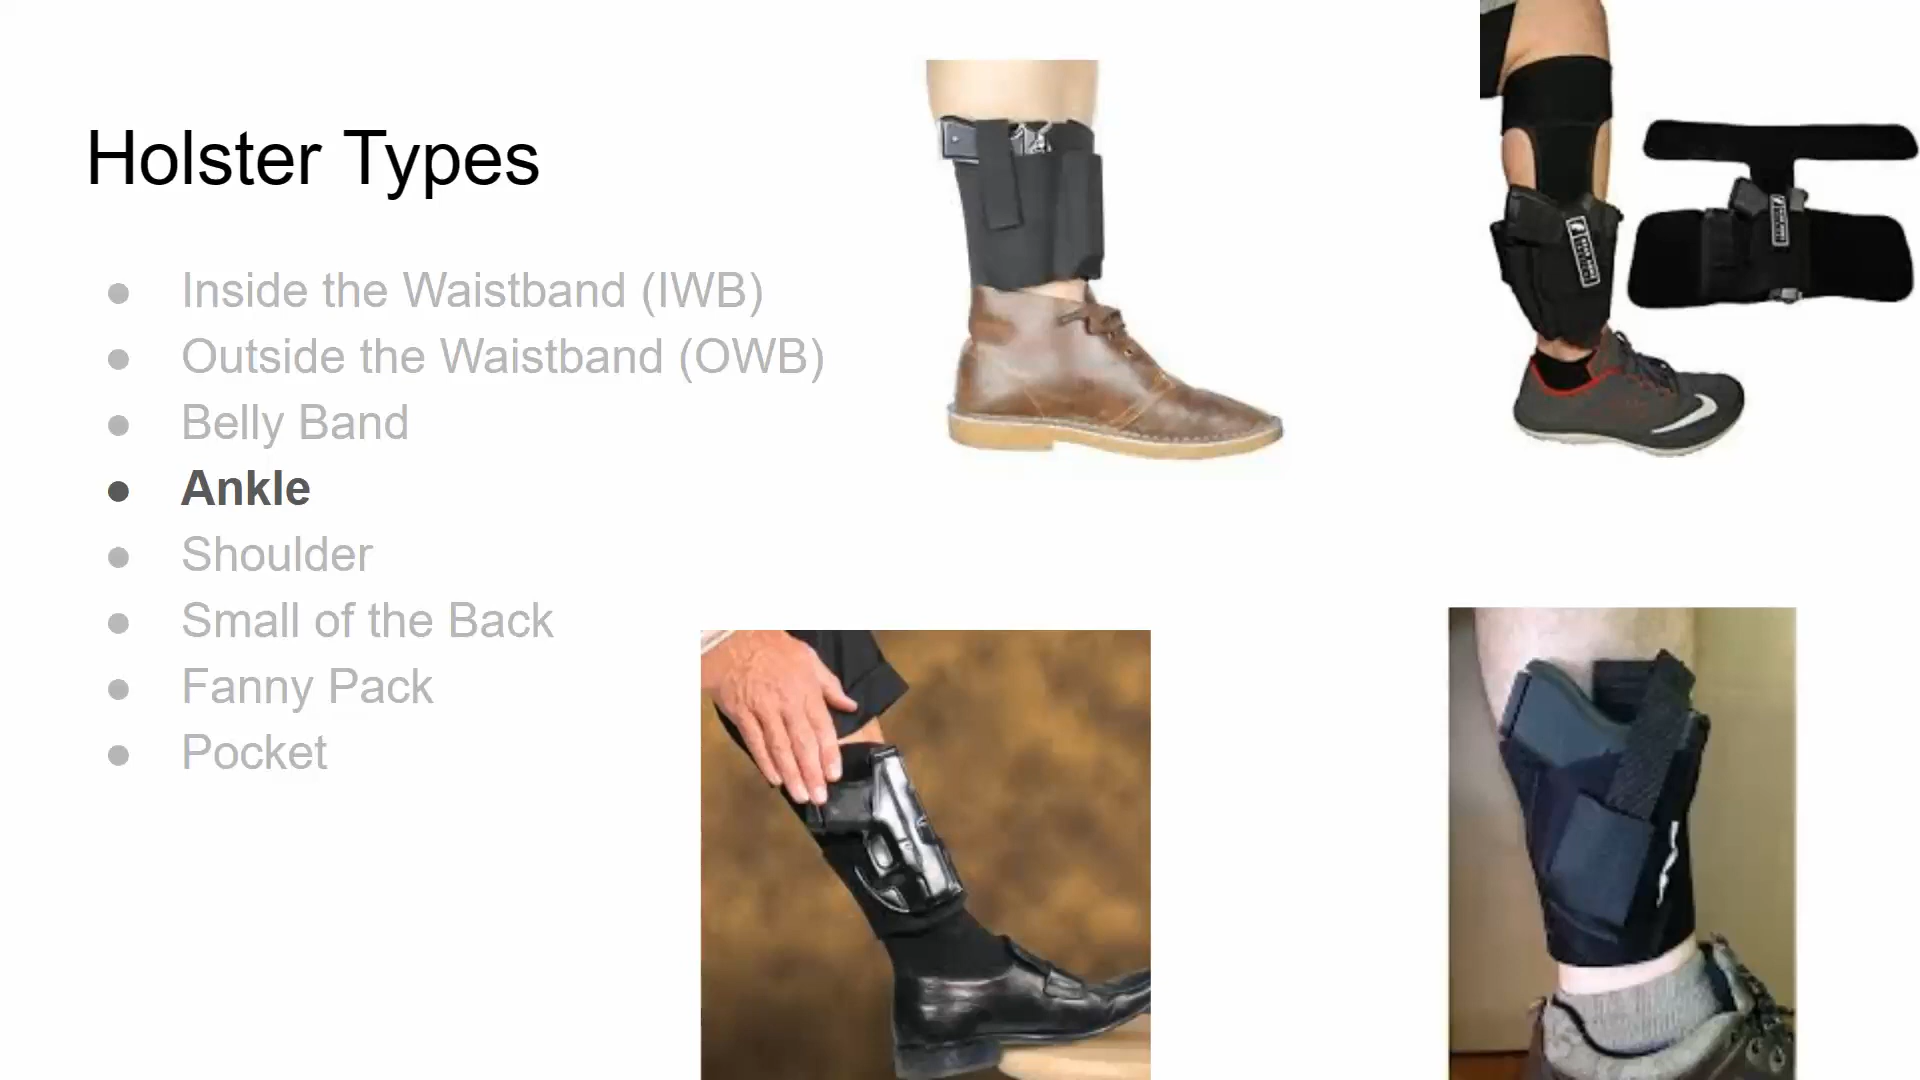 Holster Types
Inside the Waistband (IWB)
Outside the Waistband (OWB)
Belly Band
Ankle
Shoulder
Small of the Back
Fanny Pack
Pocket